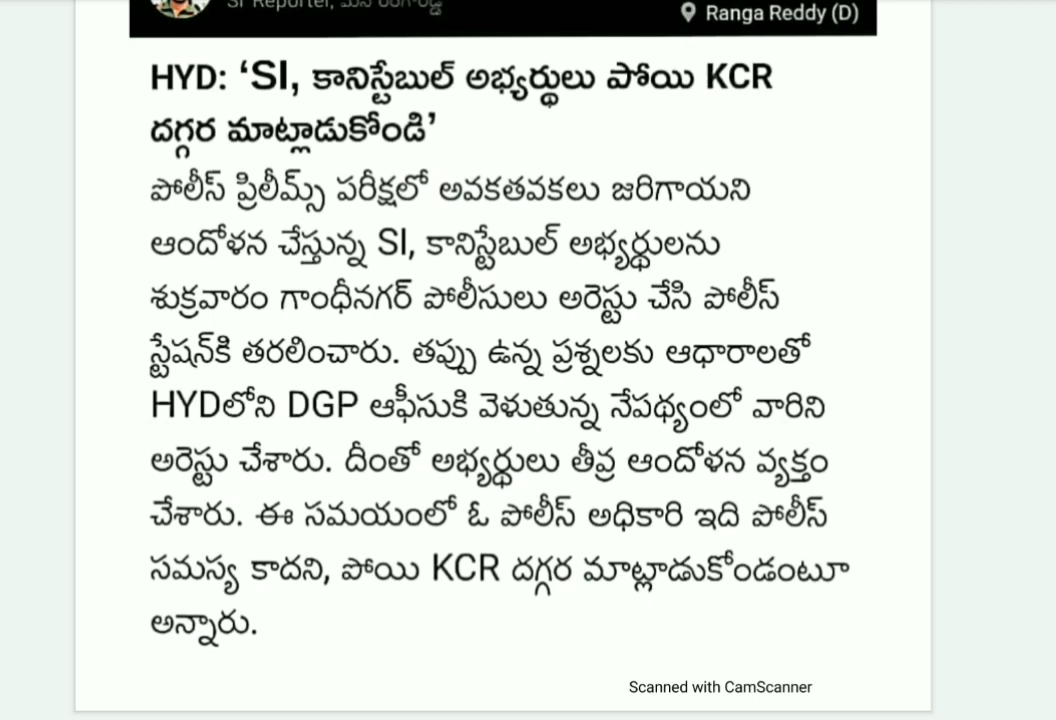 SI Reporter,
Ranga Reddy (D)
HYD: ‘SI, కానిస్టేబుల్ అభ్యర్థులు పోయి KCR
దగ్గర మాట్లాడుకోండి’
పోలీస్ ప్రిలీమ్స్ పరీక్షలో అవకతవకలు జరిగాయని
ఆందోళన చేస్తున్న SI, కానిస్టేబుల్ అభ్యర్థులను
శుక్రవారం గాంధీనగర్ పోలీసులు అరెస్టు చేసి పోలీస్
స్టేషన్‌కి తరలించారు. తప్పు ఉన్న ప్రశ్నలకు ఆధారాలతో
HYDలోని DGP ఆఫీసుకి వెళుతున్న నేపథ్యంలో వారిని
అరెస్టు చేశారు. దీంతో అభ్యర్థులు తీవ్ర ఆందోళన వ్యక్తం
చేశారు. ఈ సమయంలో ఓ పోలీస్ అధికారి ఇది పోలీస్
సమస్య కాదని, పోయి KCR దగ్గర మాట్లాడుకోండంటూ
అన్నారు.
Scanned with CamScanner